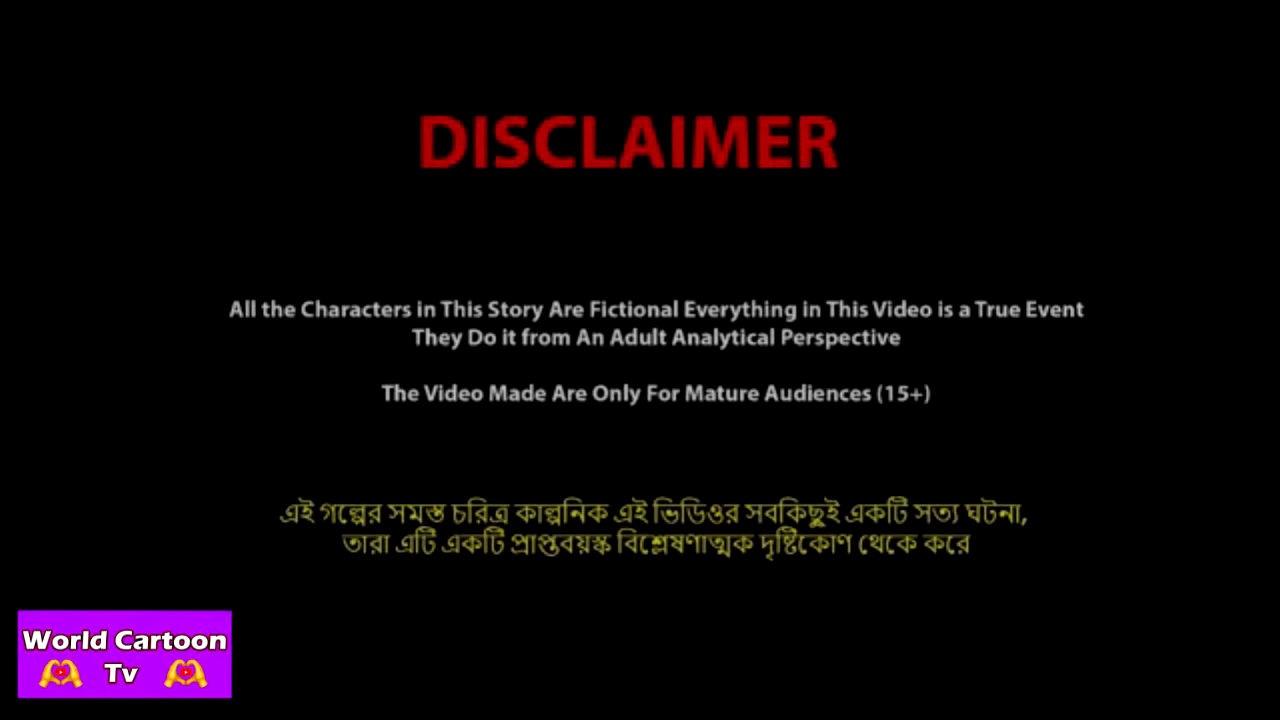 DISCLAIMER
All the Characters in This Story Are Fictional Everything in This Video is a True Event
They Do it from An Adult Analytical Perspective
The Video Made Are Only For Mature Audiences (15+)
এই গল্পের সমস্ত চরিত্র কাল্পনিক এই ভিডিওর সবকিছুই একটি সত্য ঘটনা,
তারা এটি একটি প্রাপ্তবয়স্ক বিশ্লেষণাত্মক দৃষ্টিকোণ থেকে করে
World Cartoon
Tv